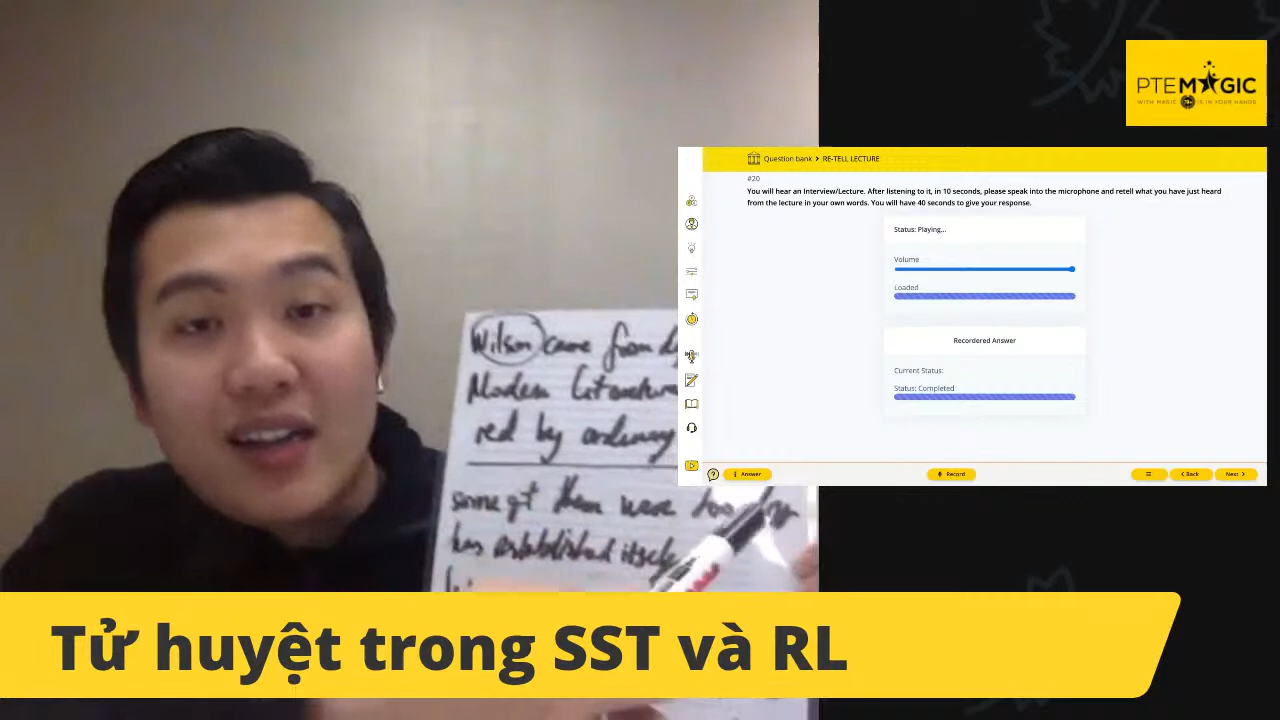 PTEMAGIC
WITH MAGIC 79+ IS IN YOUR HANDS
Question bank > RE-TELL LECTURE
#20
You will hear an Interview/Lecture. After listening to it, in 10 seconds, please speak into the microphone and retell what you have just heard
from the lecture in your own words. You will have 40 seconds to give your response.
Status: Playing...
Volume
Loaded
Recordered Answer
Current Status:
Status: Completed
Answer
Record
Back
Next >
Wilson came from
Modern Literature
red by ordinary
some of them were too
has established itself
Tử huyệt trong SST và RL